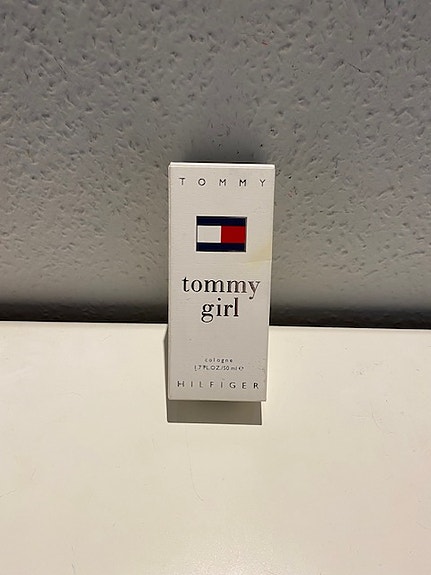 TOMMY
tommy
girl
cologne
1.7 FL.OZ./50 ml ℮
HILFIGER